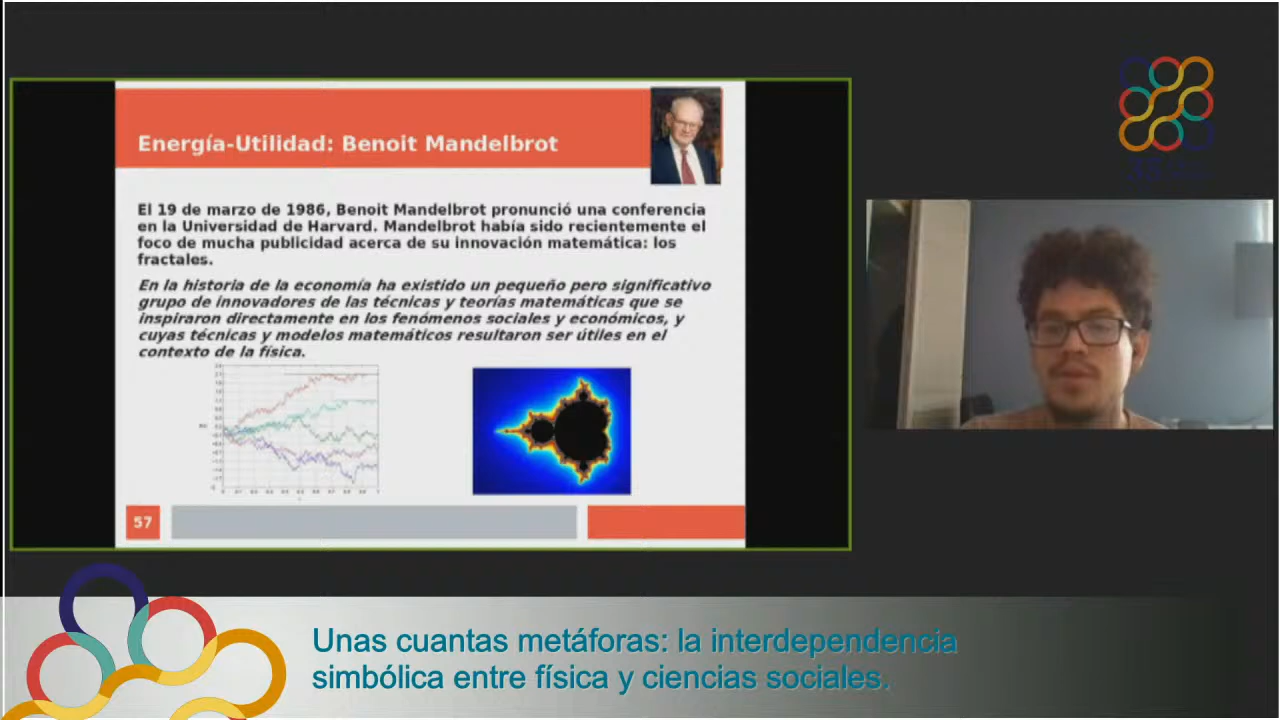 Energía-Utilidad: Benoit Mandelbrot
El 19 de marzo de 1986, Benoit Mandelbrot pronunció una conferencia
en la Universidad de Harvard. Mandelbrot había sido recientemente el
foco de mucha publicidad acerca de su innovación matemática: los
fractales.
En la historia de la economía ha existido un pequeño pero significativo
grupo de innovadores de las técnicas y teorías matemáticas que se
inspiraron directamente en los fenómenos sociales y económicos, y
cuyas técnicas y modelos matemáticos resultaron ser útiles en el
contexto de la física.
57
Unas cuantas metáforas: la interdependencia
simbólica entre física y ciencias sociales.